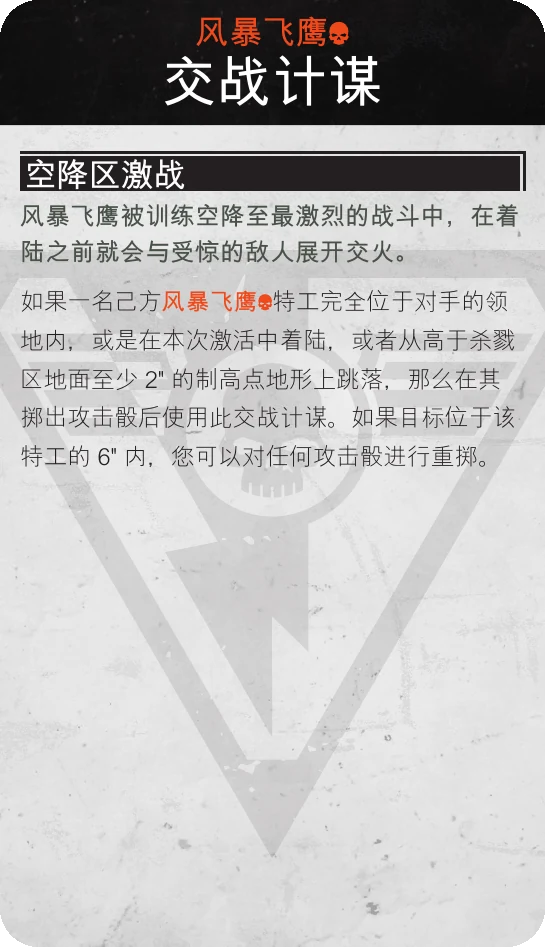 风暴飞鹰
交战计谋
空降区激战
风暴飞鹰被训练空降至最激烈的战斗中，在着
陆之前就会与受惊的敌人展开交火。
如果一名己方风暴飞鹰特工完全位于对手的领
地内，或是在本次激活中着陆，或者从高于杀戮
区地面至少 2" 的制高点地形上跳落，那么在其
掷出攻击骰后使用此交战计谋。如果目标位于该
特工的 6" 内，您可以对任何攻击骰进行重掷。